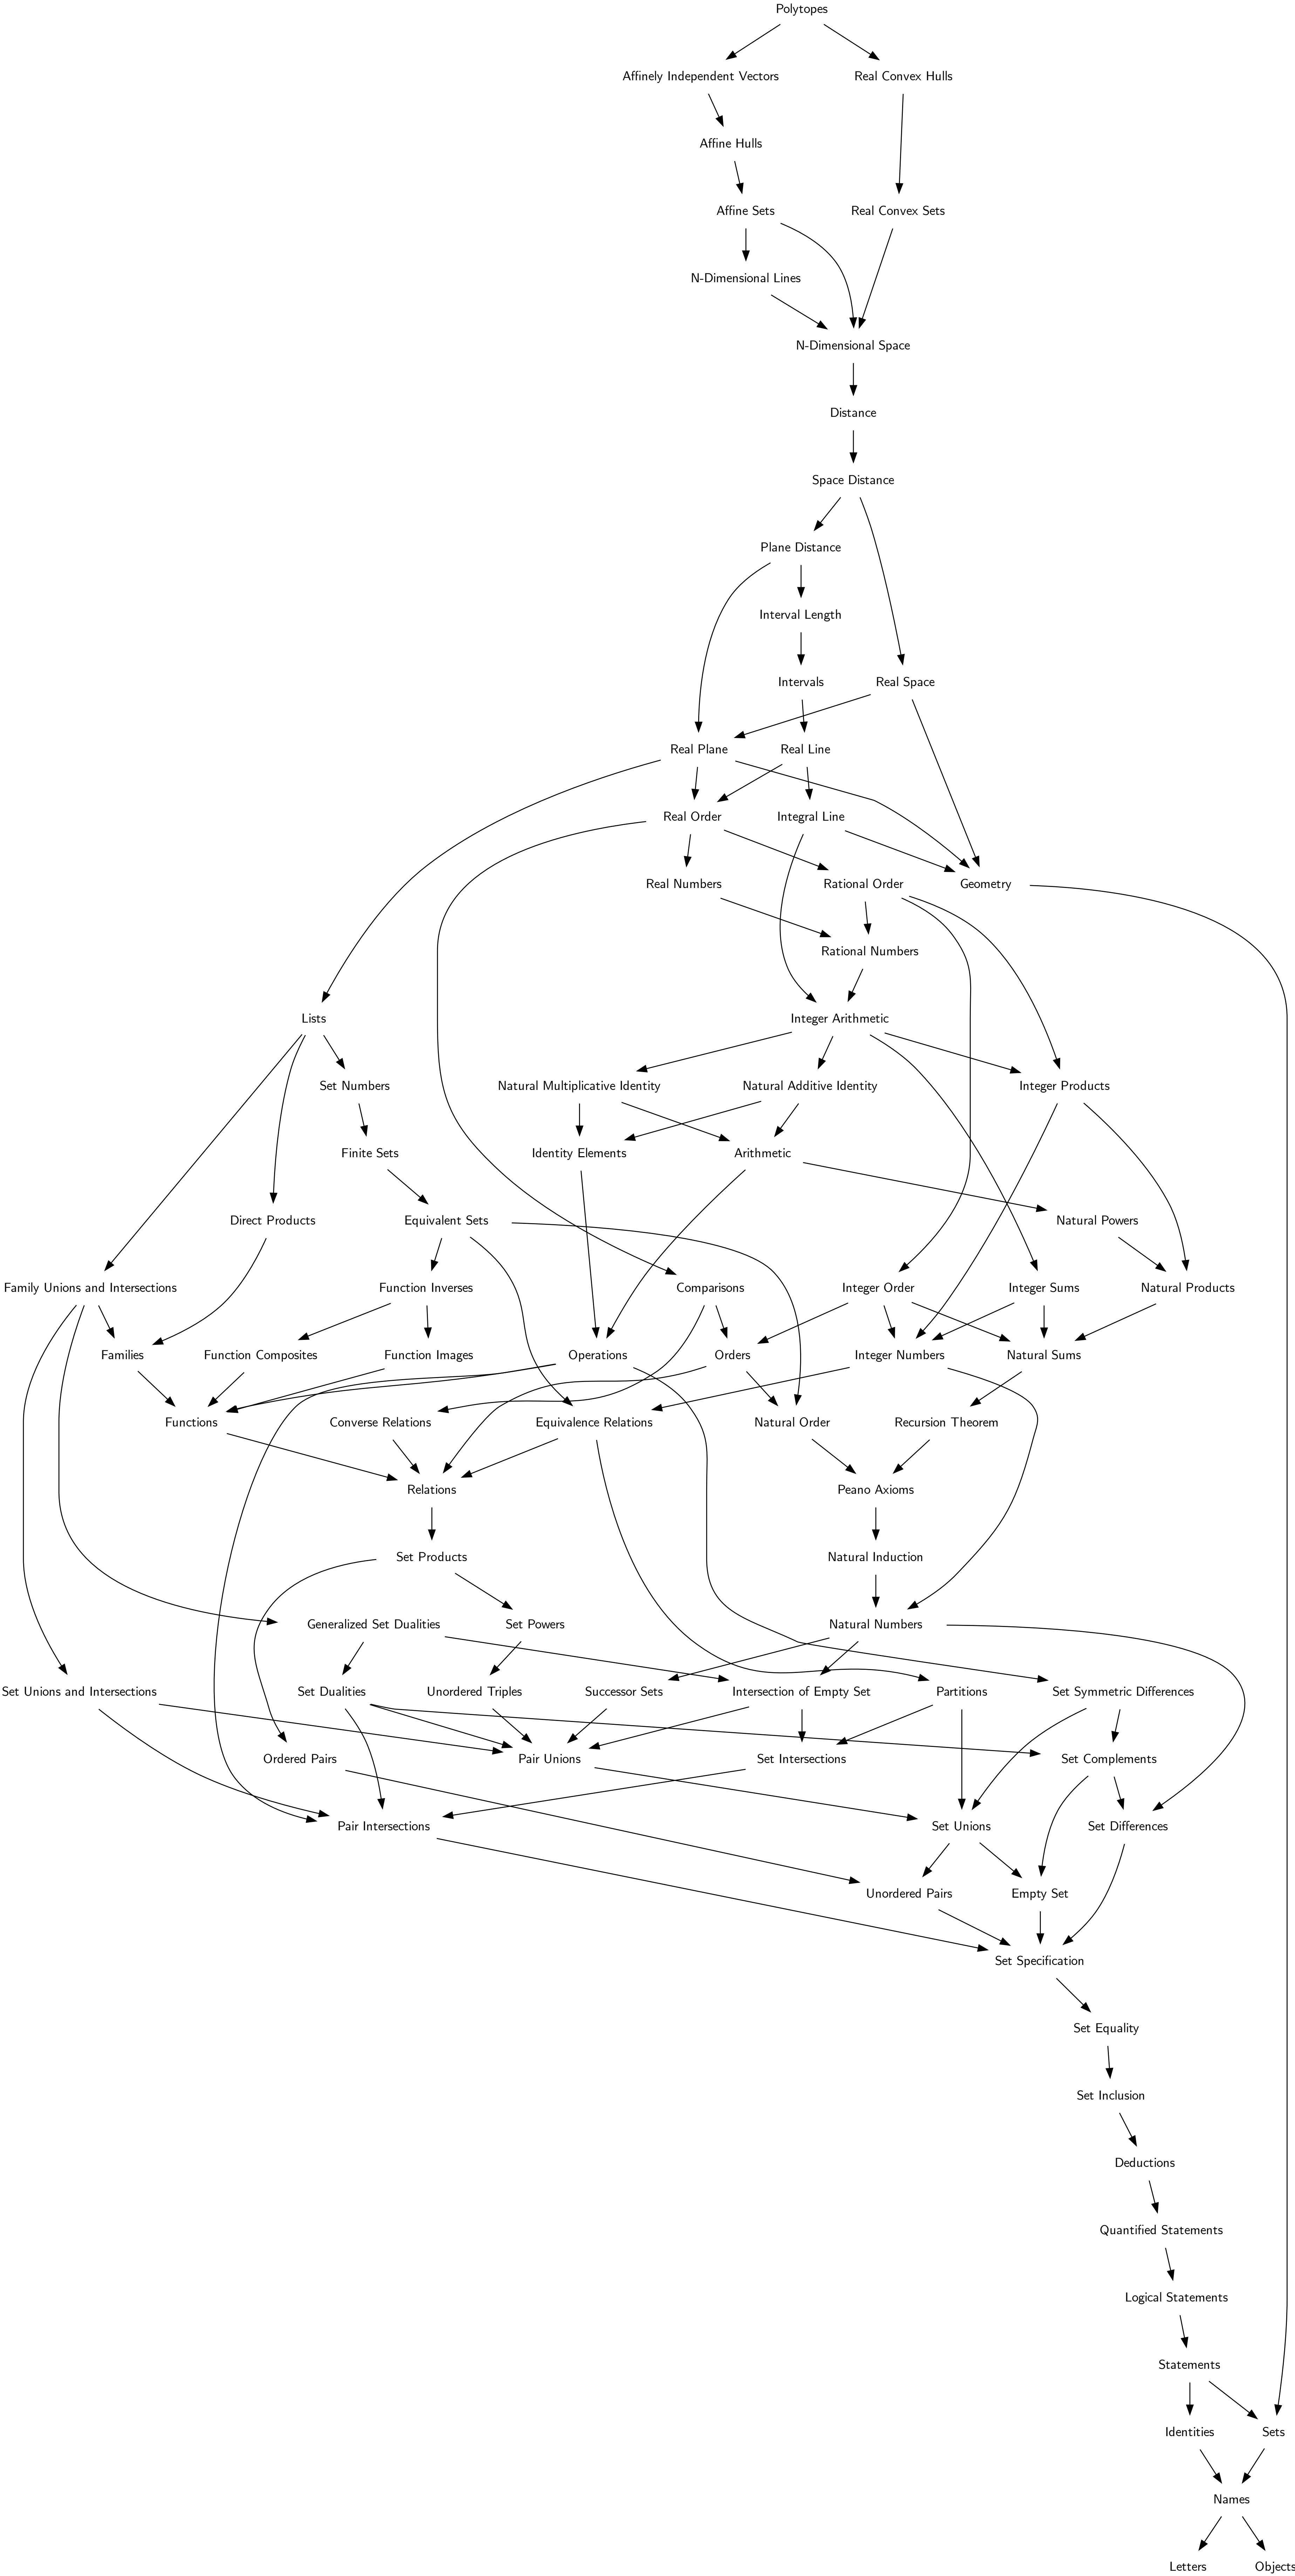 Polytopes
Affinely Independent Vectors
Real Convex Hulls
Affine Hulls
Affine Sets
Real Convex Sets
N-Dimensional Lines
N-Dimensional Space
Distance
Space Distance
Plane Distance
Interval Length
Intervals
Real Space
Real Plane
Real Line
Real Order
Integral Line
Real Numbers
Rational Order
Geometry
Rational Numbers
Lists
Integer Arithmetic
Set Numbers
Natural Multiplicative Identity
Natural Additive Identity
Integer Products
Finite Sets
Identity Elements
Arithmetic
Direct Products
Equivalent Sets
Natural Powers
Family Unions and Intersections
Function Inverses
Comparisons
Integer Order
Integer Sums
Natural Products
Families
Function Composites
Function Images
Operations
Orders
Integer Numbers
Natural Sums
Functions
Converse Relations
Equivalence Relations
Natural Order
Recursion Theorem
Relations
Peano Axioms
Set Products
Natural Induction
Generalized Set Dualities
Set Powers
Natural Numbers
Set Unions and Intersections
Set Dualities
Unordered Triples
Successor Sets
Intersection of Empty Set
Partitions
Set Symmetric Differences
Ordered Pairs
Pair Unions
Set Intersections
Set Complements
Pair Intersections
Set Unions
Set Differences
Unordered Pairs
Empty Set
Set Specification
Set Equality
Set Inclusion
Deductions
Quantified Statements
Logical Statements
Statements
Identities
Sets
Names
Letters
Objects